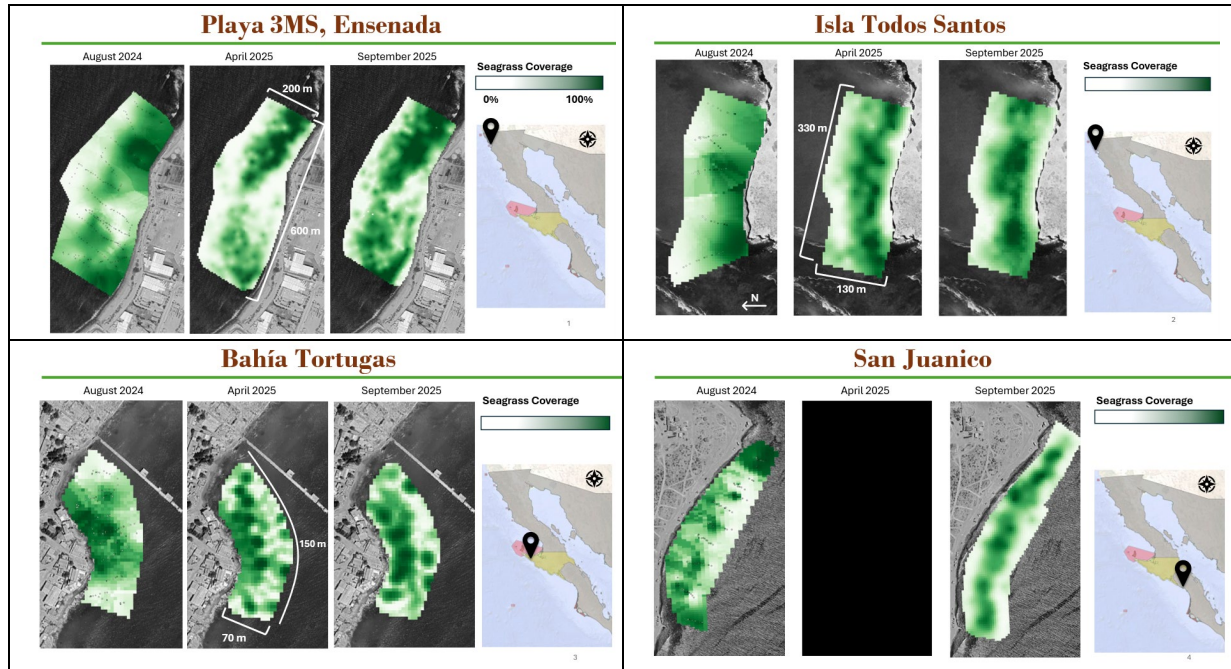 Playa 3MS, Ensenada
August 2024
April 2025
September 2025
Seagrass Coverage
0%
100%
200 m
600 m
1
Isla Todos Santos
August 2024
April 2025
September 2025
Seagrass Coverage
330 m
130 m
N
2
Bahía Tortugas
August 2024
April 2025
September 2025
Seagrass Coverage
150 m
70 m
3
San Juanico
August 2024
April 2025
September 2025
Seagrass Coverage
4